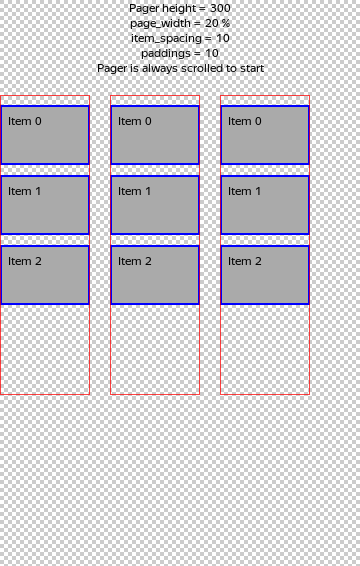 Pager height = 300
page_width = 20 %
item_spacing = 10
paddings = 10
Pager is always scrolled to start
Item 0
Item 0
Item 0
Item 1
Item 1
Item 1
Item 2
Item 2
Item 2